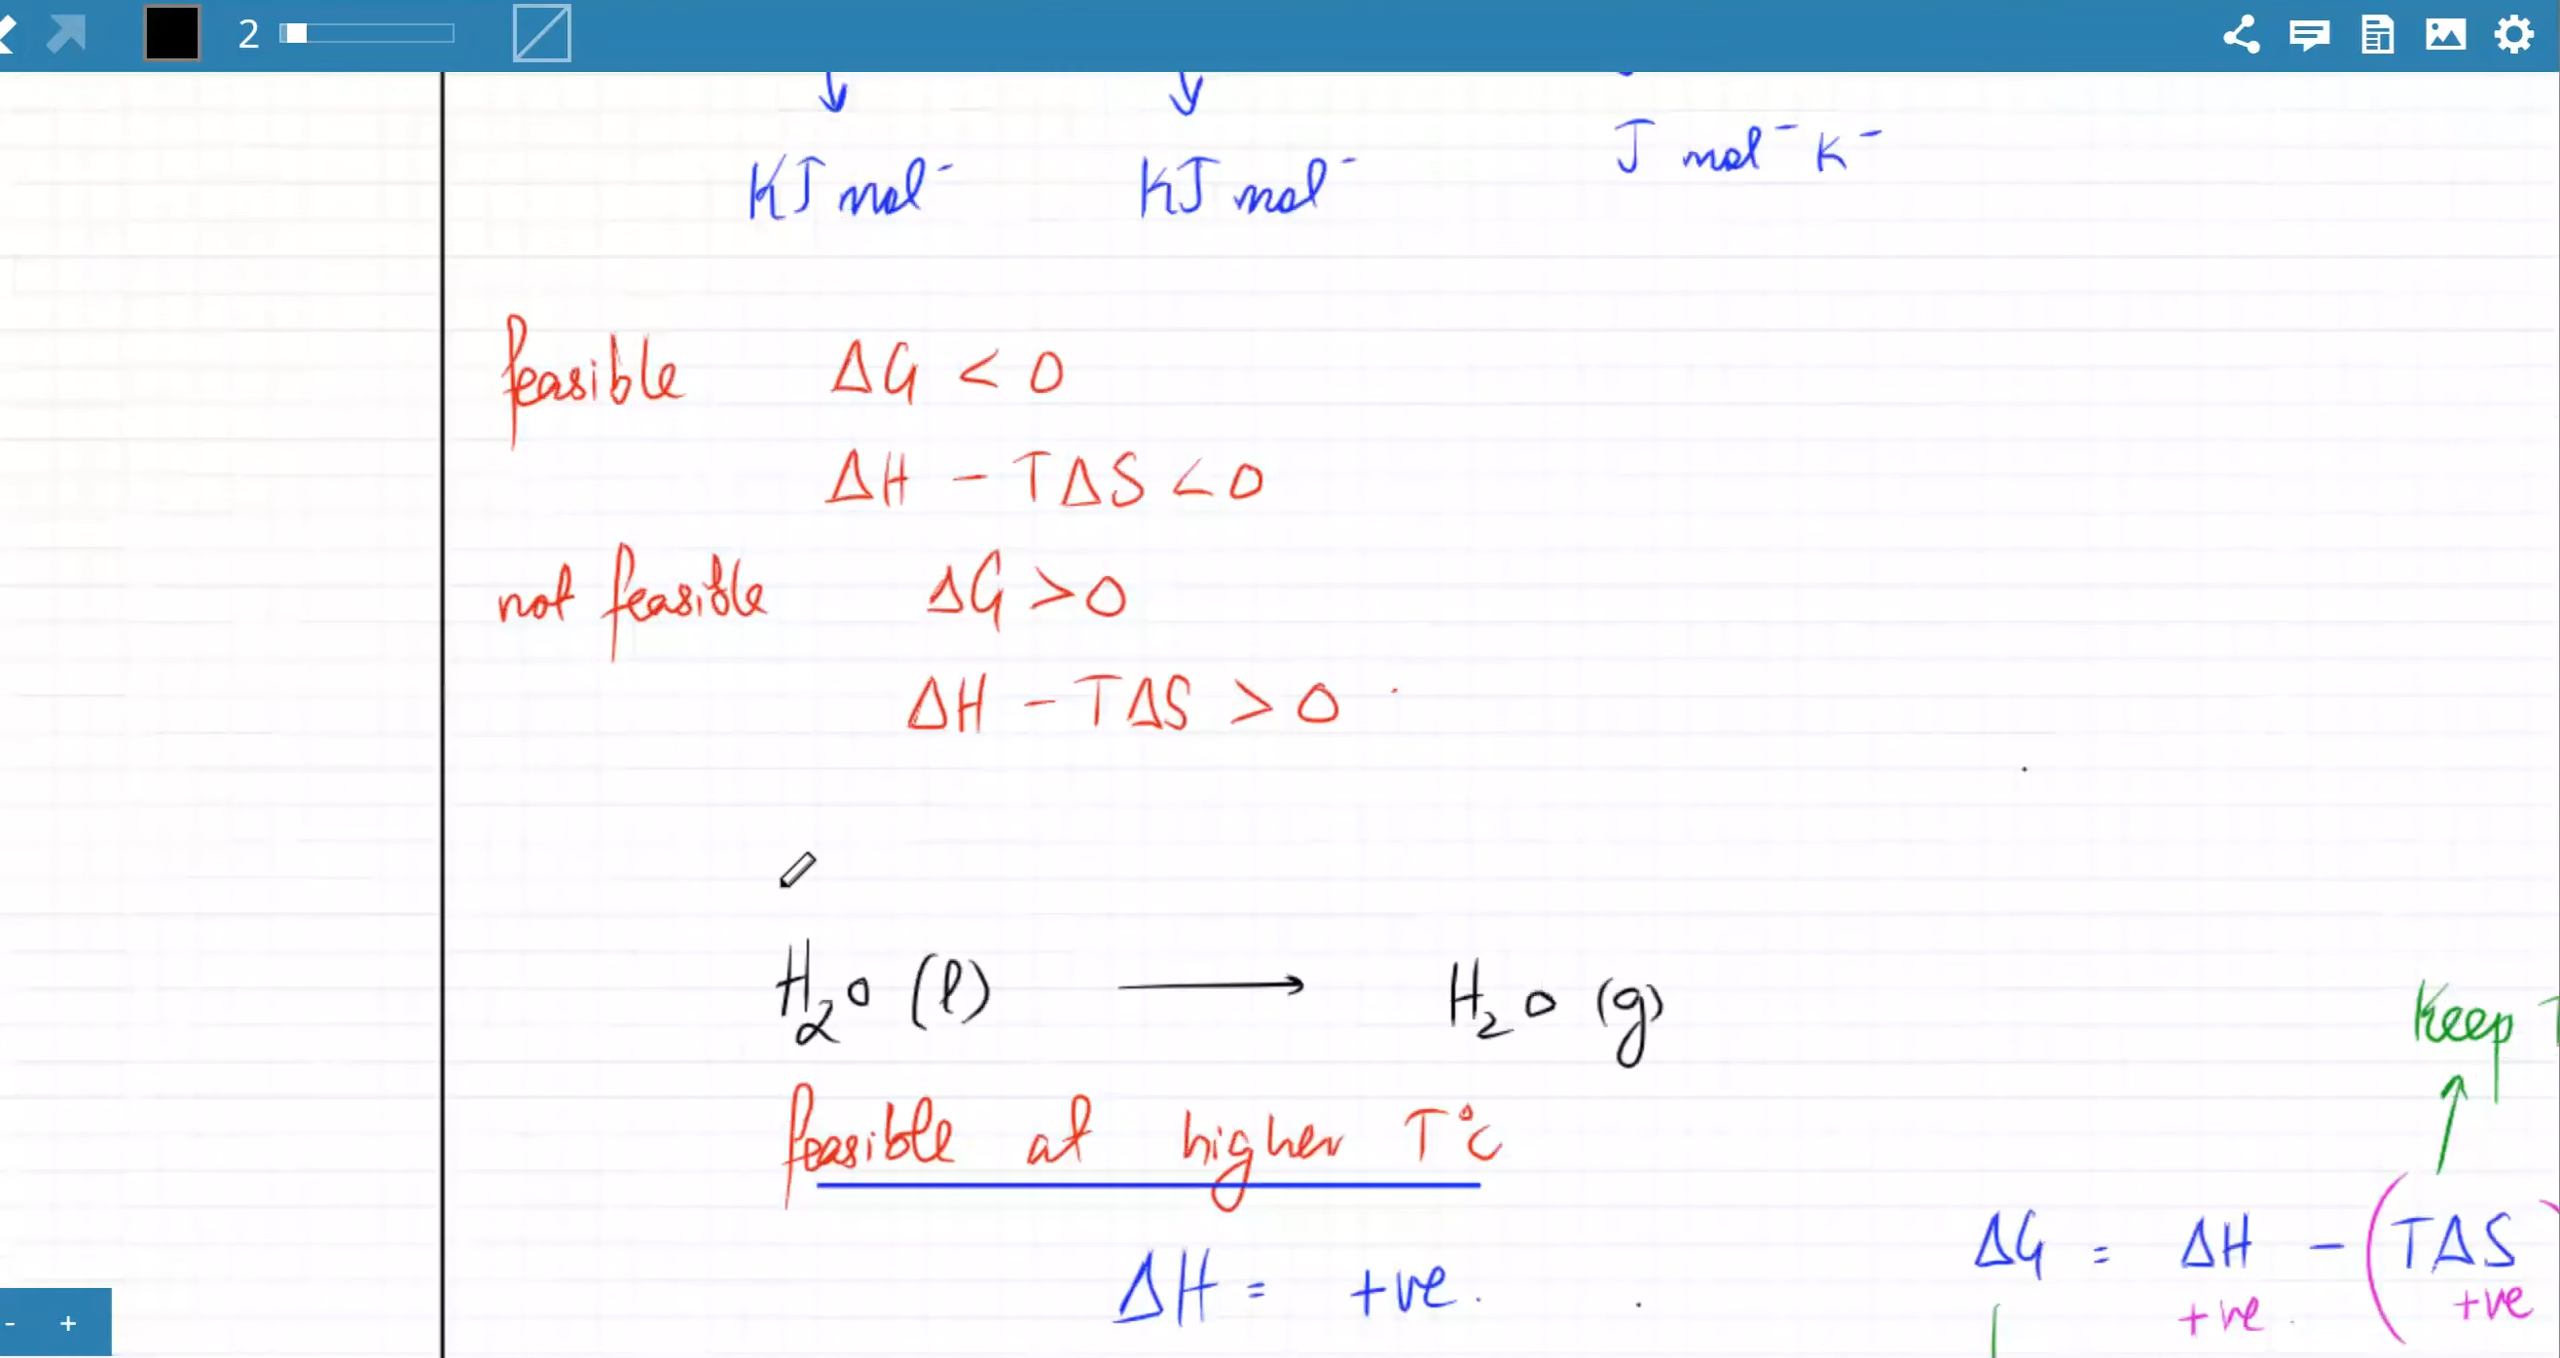 2
KJ mol⁻ KJ mol⁻ J mol⁻ K⁻
feasible ΔG < 0
ΔH - TΔS < 0
not feasible ΔG > 0
ΔH - TΔS > 0
H₂O (l) ⟶ H₂O (g)
Keep
feasible at higher T°C
ΔG = ΔH - (TΔS
ΔH = +ve. +ve. +ve
- +